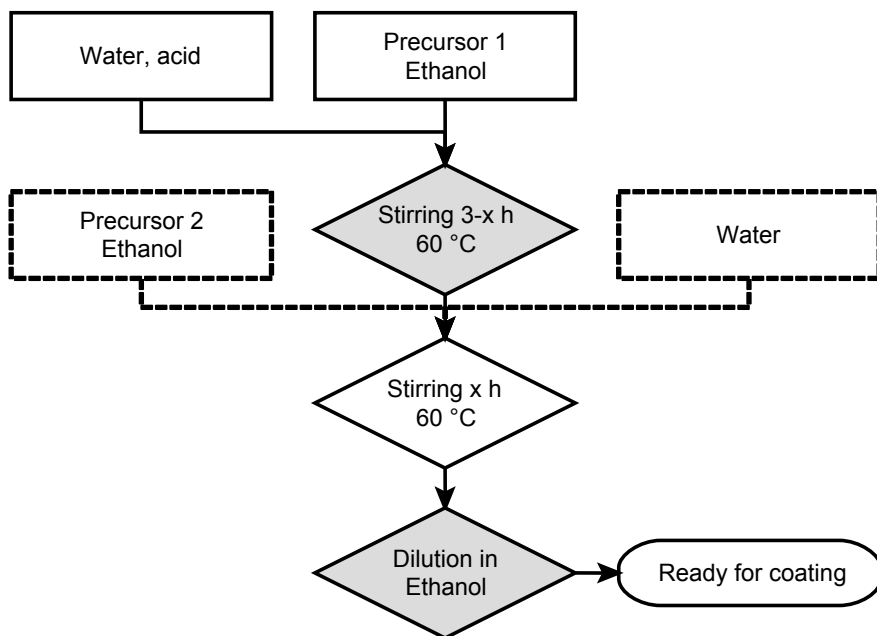 Water, acid
Precursor 1
Ethanol
Stirring 3-x h
60 °C
Precursor 2
Ethanol
Water
Stirring x h
60 °C
Dilution in
Ethanol
Ready for coating